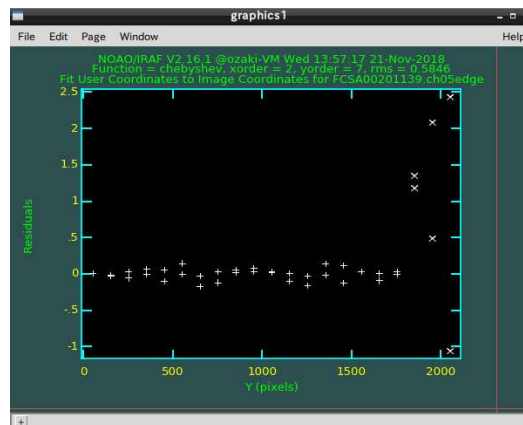 graphics1
File Edit Page Window Help
NOAO/IRAF V2.16.1 @ozaki-VM Wed 13:57:17 21-Nov-2018
Function = chebyshev, xorder = 2, yorder = 7, rms = 0.5846
Fit User Coordinates to Image Coordinates for FCSA00201139.ch05edge
2.5
2
1.5
1
.5
0
-.5
-1
Residuals
0 500 1000 1500 2000
Y (pixels)